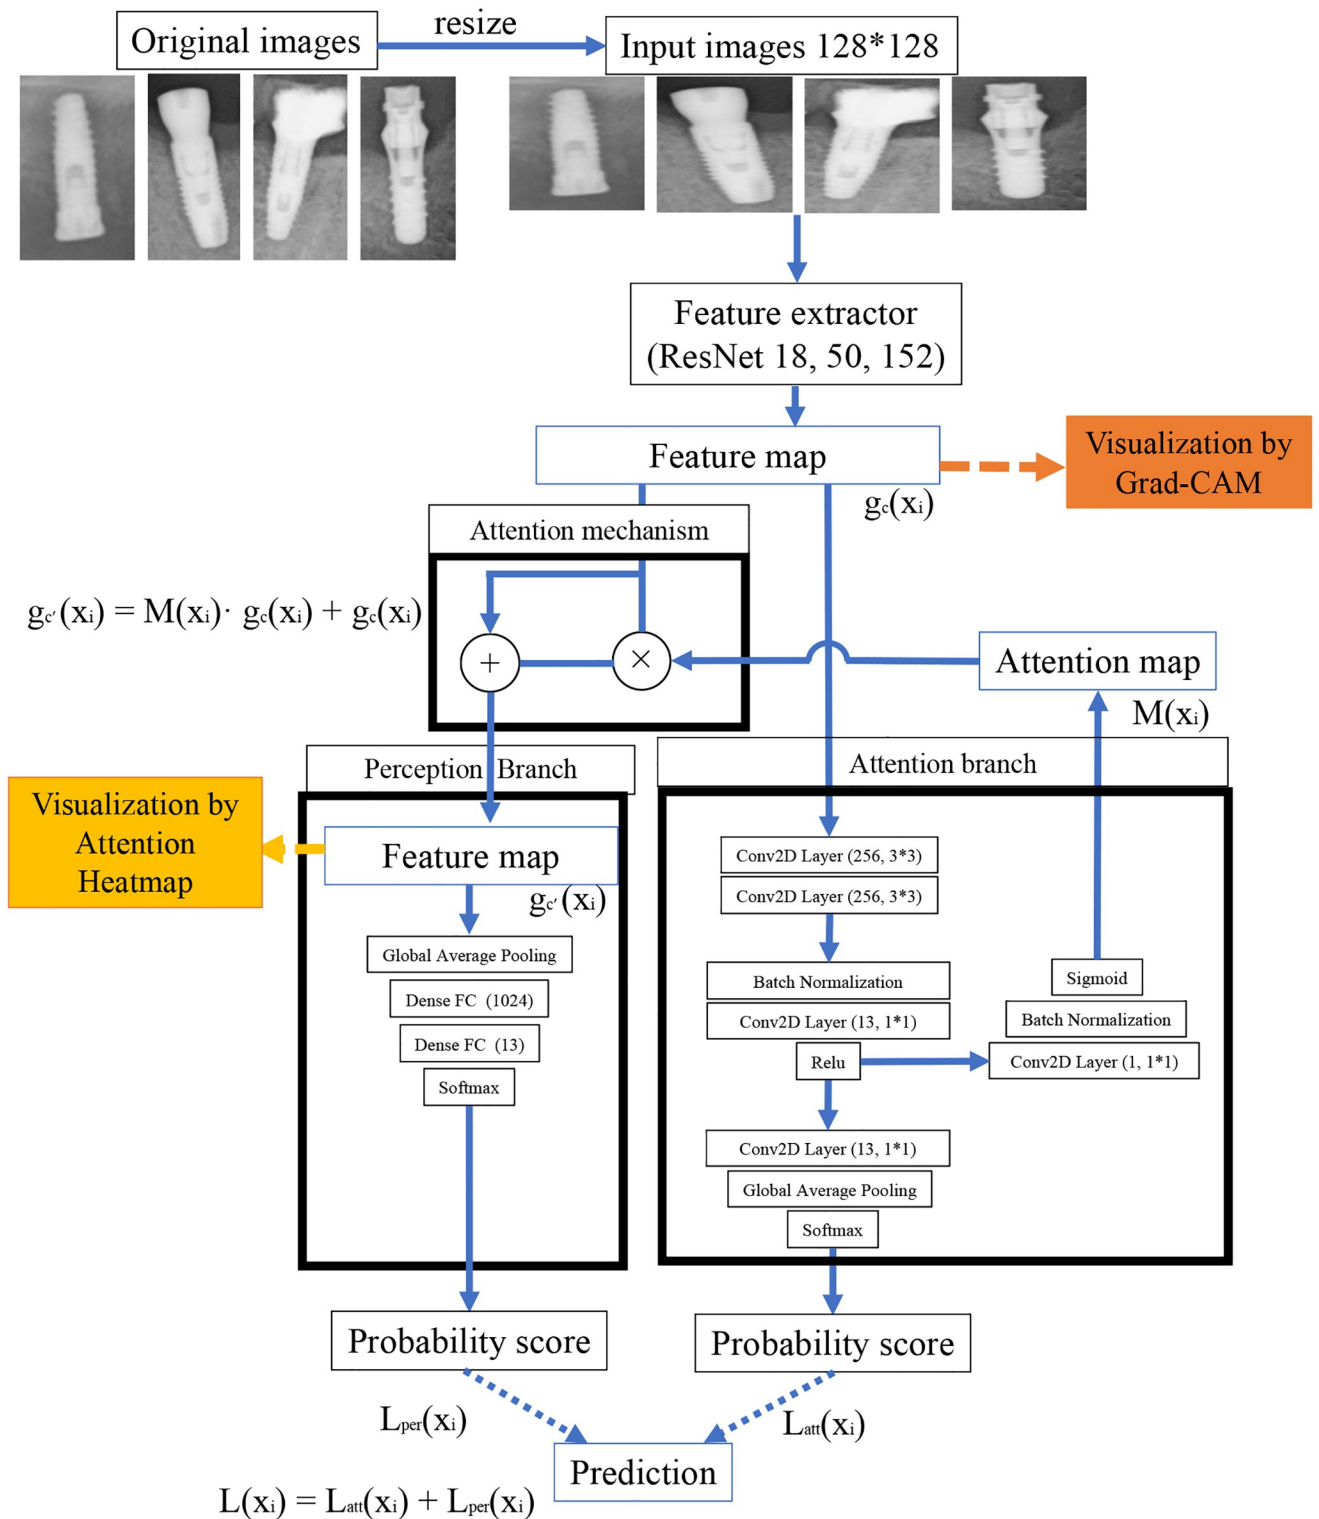 Original images
resize
Input images 128*128
Feature extractor
(ResNet 18, 50, 152)
Feature map
Visualization by
Grad-CAM
gc(xi)
Attention mechanism
gc′(xi) = M(xi)· gc(xi) + gc(xi)
+
×
Attention map
M(xi)
Perception Branch
Attention branch
Visualization by
Attention
Heatmap
Feature map
gc′(xi)
Global Average Pooling
Dense FC (1024)
Dense FC (13)
Softmax
Conv2D Layer (256, 3*3)
Conv2D Layer (256, 3*3)
Batch Normalization
Conv2D Layer (13, 1*1)
Relu
Sigmoid
Batch Normalization
Conv2D Layer (1, 1*1)
Conv2D Layer (13, 1*1)
Global Average Pooling
Softmax
Probability score
Probability score
Lper(xi)
Latt(xi)
Prediction
L(xi) = Latt(xi) + Lper(xi)